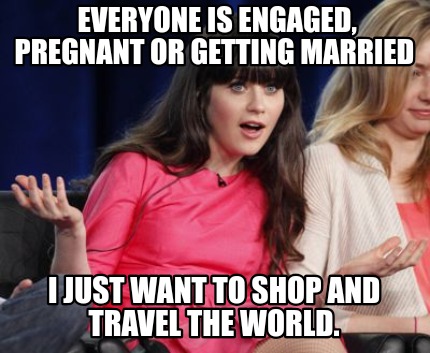 EVERYONE IS ENGAGED,
PREGNANT OR GETTING MARRIED
I JUST WANT TO SHOP AND
TRAVEL THE WORLD.